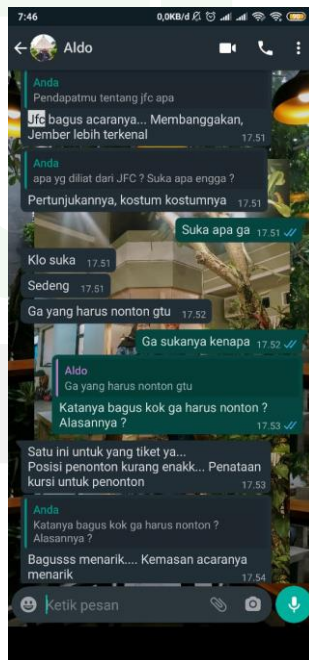 7:46
0,0KB/d
Aldo
Anda
Pendapatmu tentang jfc apa
Jfc bagus acaranya... Membanggakan,
Jember lebih terkenal
17.51
Anda
apa yg diliat dari JFC ? Suka apa engga ?
Pertunjukannya, kostum kostumnya 17.51
Suka apa ga 17.51
Klo suka 17.51
Sedeng 17.51
Ga yang harus nonton gtu 17.52
Ga sukanya kenapa 17.52
Aldo
Ga yang harus nonton gtu
Katanya bagus kok ga harus nonton ?
Alasannya ?
17.53
Satu ini untuk yang tiket ya...
Posisi penonton kurang enakk... Penataan
kursi untuk penonton
17.53
Anda
Katanya bagus kok ga harus nonton ?
Alasannya ?
Bagusss menarik.... Kemasan acaranya
menarik
17.54
Ketik pesan